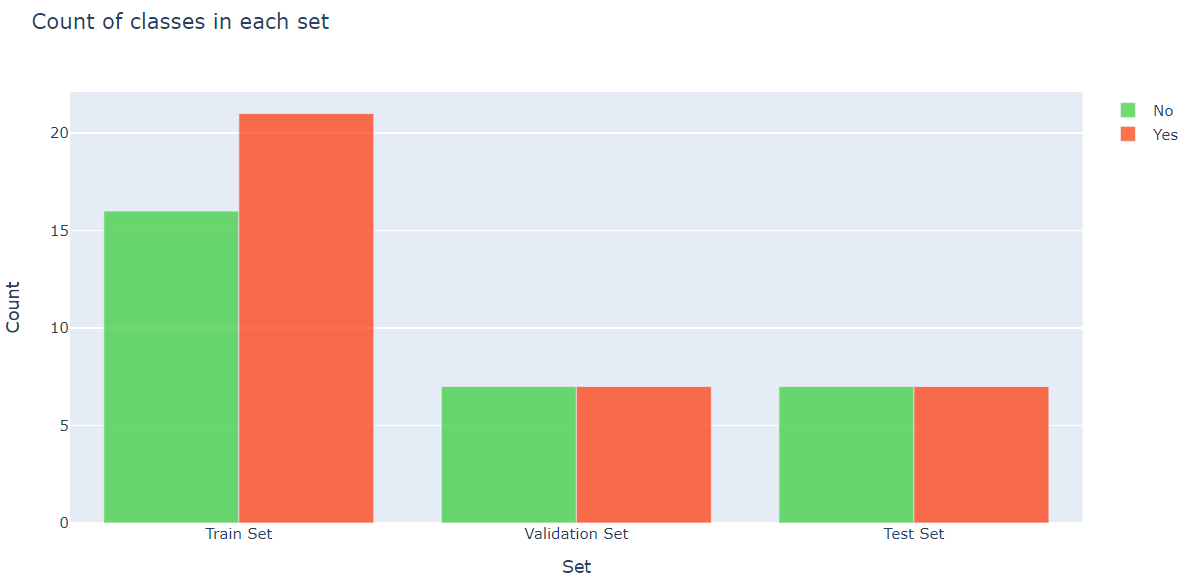 Count of classes in each set
No
Yes
20
15
10
5
0
Count
Train Set
Validation Set
Test Set
Set